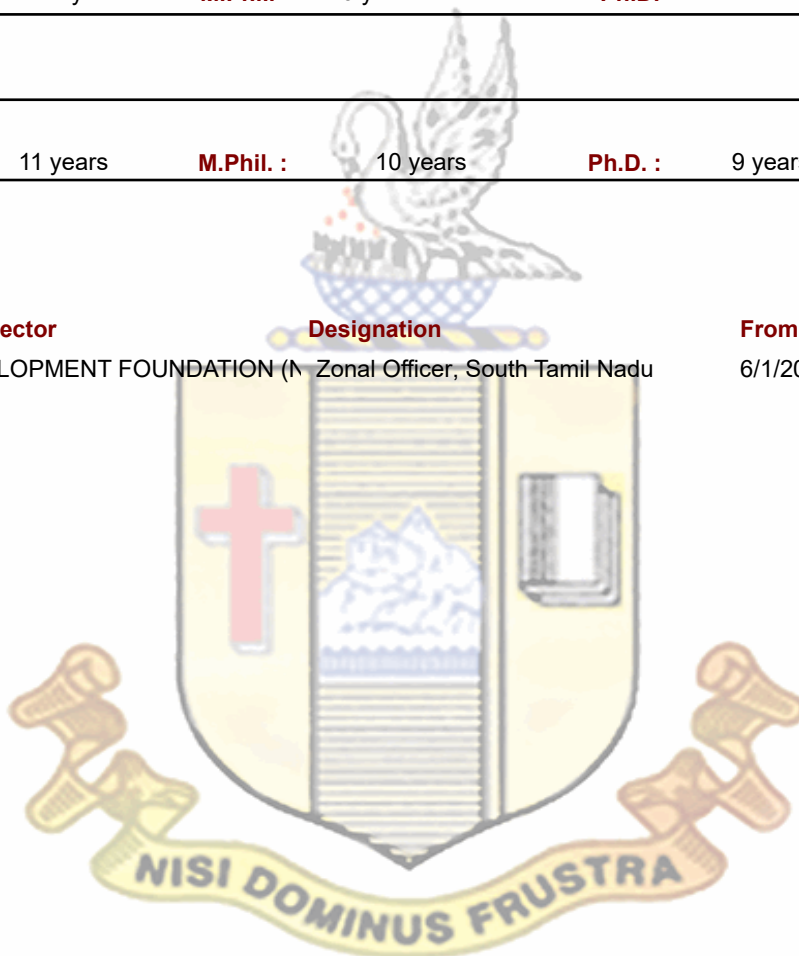 11 years M.Phil. : 10 years Ph.D. : 9 year
ector Designation From
LOPMENT FOUNDATION (N Zonal Officer, South Tamil Nadu 6/1/20
NISI DOMINUS FRUSTRA